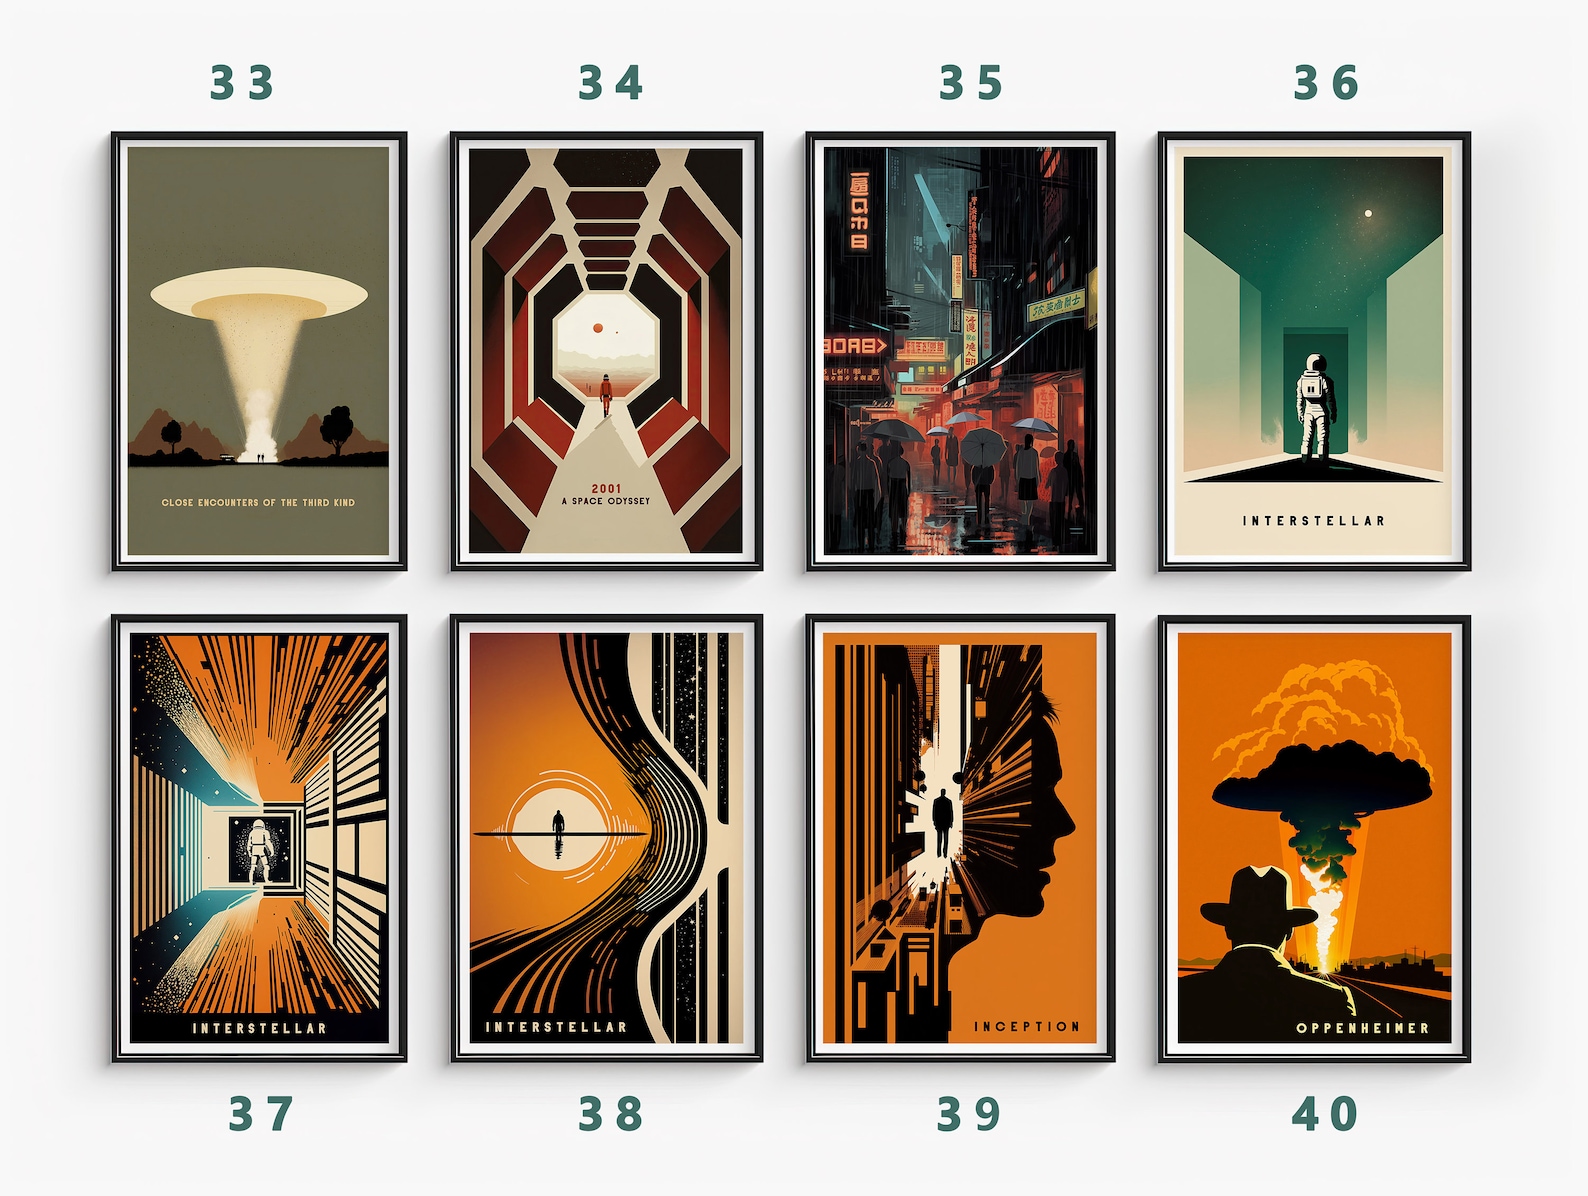 33
34
35
36
CLOSE ENCOUNTERS OF THE THIRD KIND
2001
A SPACE ODYSSEY
INTERSTELLAR
INTERSTELLAR
INTERSTELLAR
INCEPTION
OPPENHEIMER
37
38
39
40